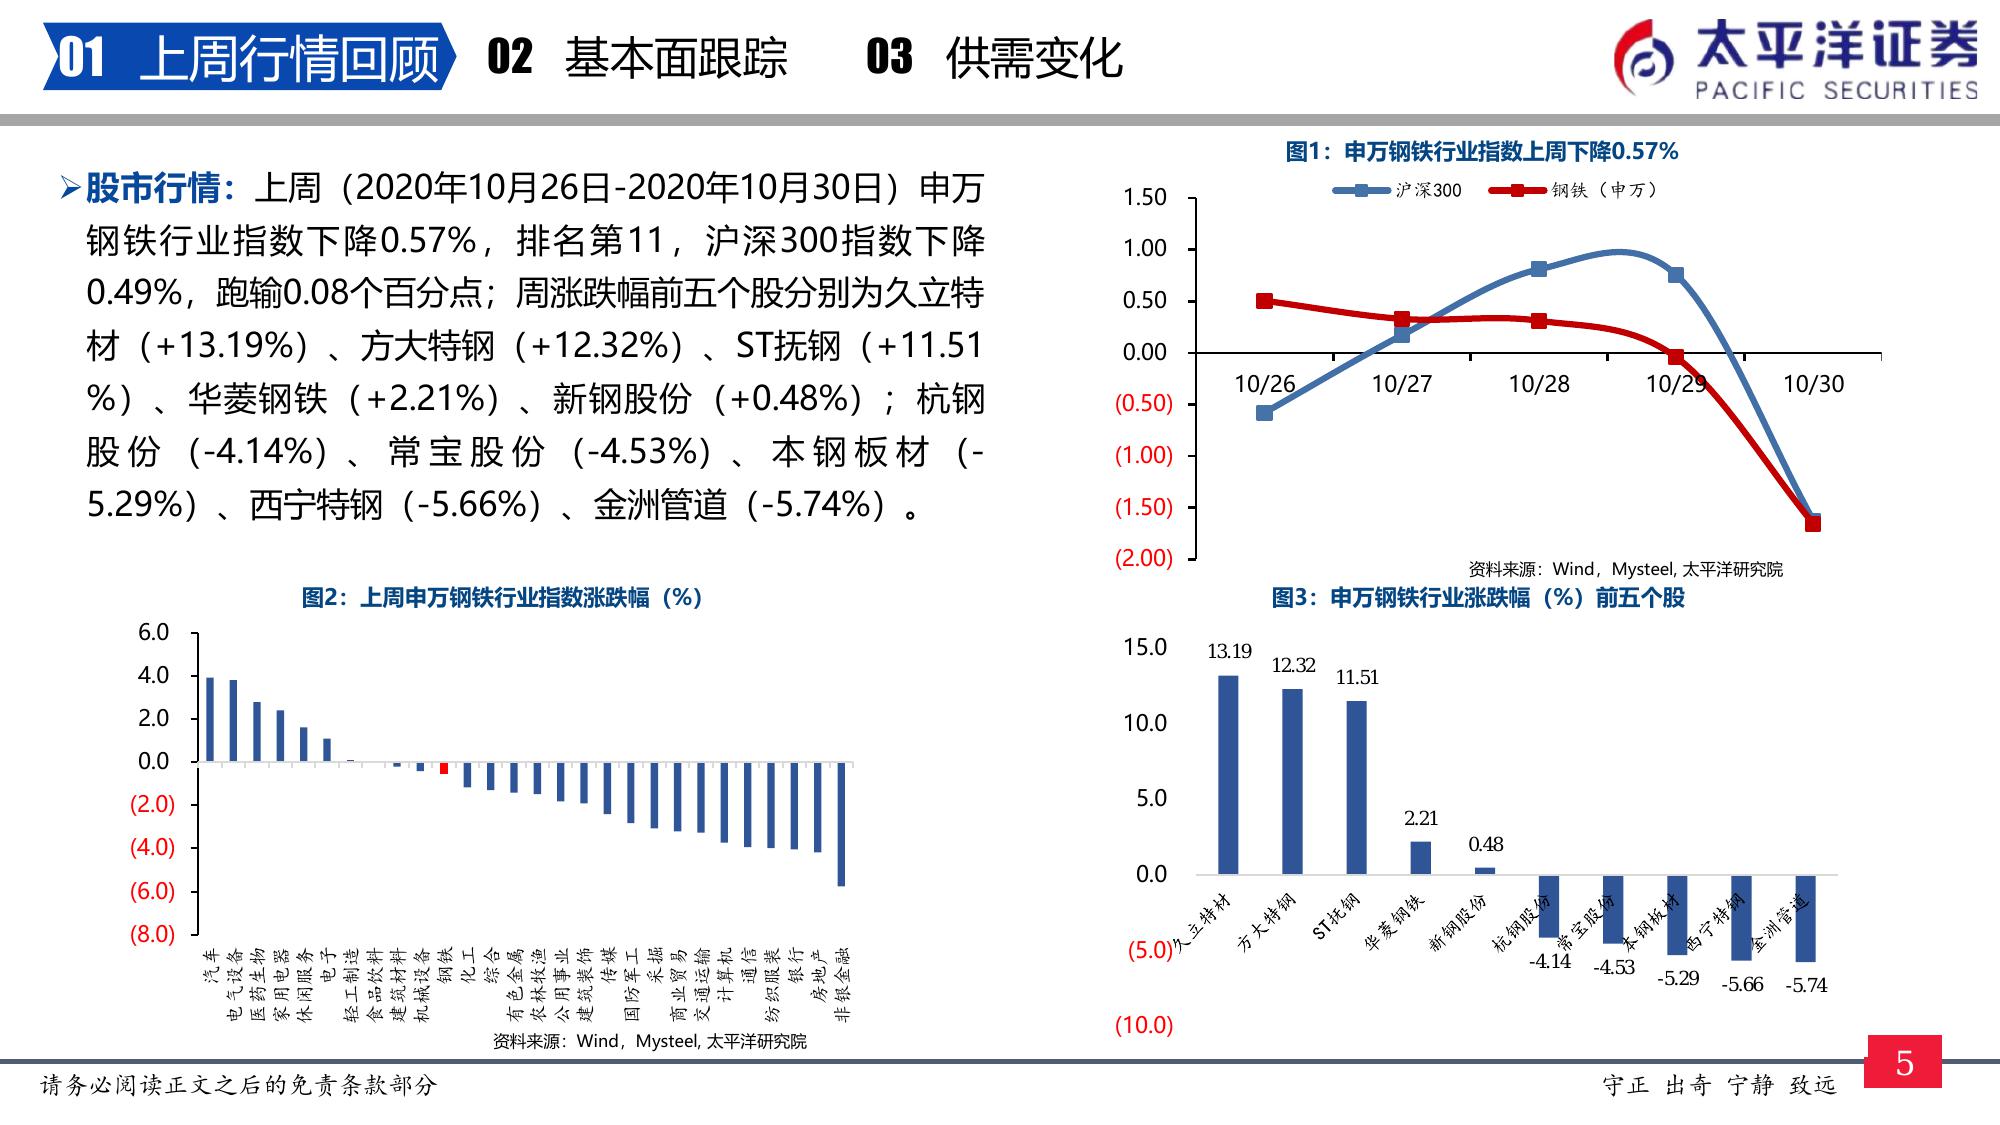 01 上周行情回顾 02 基本面跟踪 03 供需变化
太平洋证券
PACIFIC SECURITIES
➢股市行情：上周（2020年10月26日-2020年10月30日）申万
钢铁行业指数下降0.57%，排名第11，沪深300指数下降
0.49%，跑输0.08个百分点；周涨跌幅前五个股分别为久立特
材（+13.19%）、方大特钢（+12.32%）、ST抚钢（+11.51
%）、华菱钢铁（+2.21%）、新钢股份（+0.48%）；杭钢
股份（-4.14%）、常宝股份（-4.53%）、本钢板材（-
5.29%）、西宁特钢（-5.66%）、金洲管道（-5.74%）。
图1：申万钢铁行业指数上周下降0.57%
沪深300 钢铁（申万）
1.50
1.00
0.50
0.00
(0.50)
(1.00)
(1.50)
(2.00)
10/26 10/27 10/28 10/29 10/30
资料来源：Wind，Mysteel, 太平洋研究院
图2：上周申万钢铁行业指数涨跌幅（%）
6.0
4.0
2.0
0.0
(2.0)
(4.0)
(6.0)
(8.0)
汽车
电气设备
医药生物
家用电器
休闲服务
电子
轻工制造
食品饮料
建筑材料
机械设备
钢铁
化工
综合
有色金属
农林牧渔
公用事业
建筑装饰
传媒
国防军工
采掘
商业贸易
交通运输
计算机
通信
纺织服装
银行
房地产
非银金融
资料来源：Wind，Mysteel, 太平洋研究院
图3：申万钢铁行业涨跌幅（%）前五个股
15.0
10.0
5.0
0.0
(5.0)
(10.0)
13.19
12.32
11.51
2.21
0.48
-4.14
-4.53
-5.29
-5.66
-5.74
久立特材
方大特钢
ST抚钢
华菱钢铁
新钢股份
杭钢股份
常宝股份
本钢板材
西宁特钢
金洲管道
请务必阅读正文之后的免责条款部分
守正 出奇 宁静 致远
5